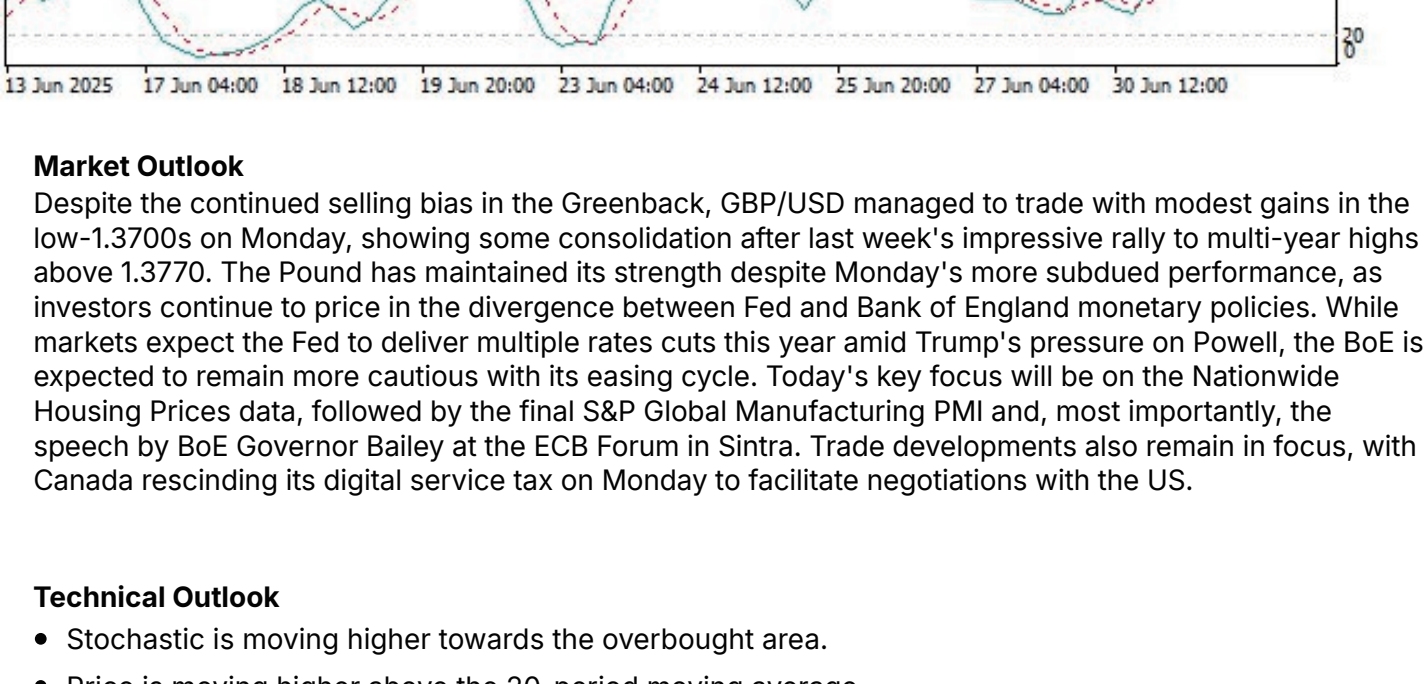 20
0
13 Jun 2025 17 Jun 04:00 18 Jun 12:00 19 Jun 20:00 23 Jun 04:00 24 Jun 12:00 25 Jun 20:00 27 Jun 04:00 30 Jun 12:00
Market Outlook
Despite the continued selling bias in the Greenback, GBP/USD managed to trade with modest gains in the
low-1.3700s on Monday, showing some consolidation after last week's impressive rally to multi-year highs
above 1.3770. The Pound has maintained its strength despite Monday's more subdued performance, as
investors continue to price in the divergence between Fed and Bank of England monetary policies. While
markets expect the Fed to deliver multiple rates cuts this year amid Trump's pressure on Powell, the BoE is
expected to remain more cautious with its easing cycle. Today's key focus will be on the Nationwide
Housing Prices data, followed by the final S&P Global Manufacturing PMI and, most importantly, the
speech by BoE Governor Bailey at the ECB Forum in Sintra. Trade developments also remain in focus, with
Canada rescinding its digital service tax on Monday to facilitate negotiations with the US.
Technical Outlook
• Stochastic is moving higher towards the overbought area.
• Price is moving higher above the 20-period moving average